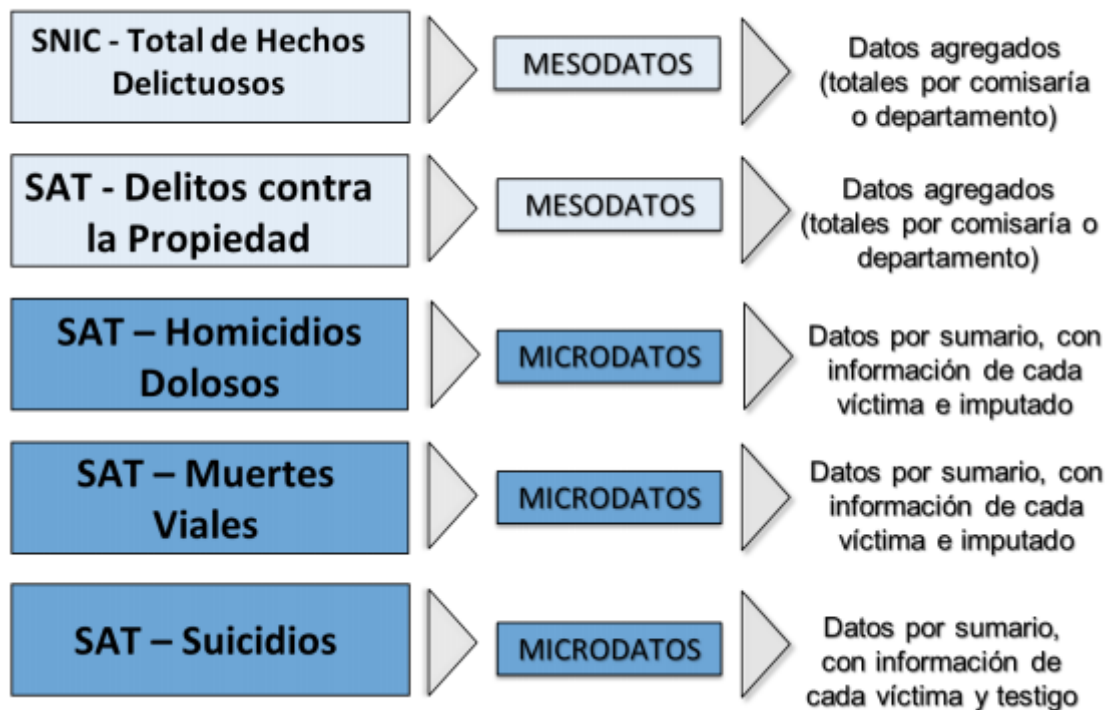 SNIC - Total de Hechos
Delictuosos
MESODATOS
Datos agregados
(totales por comisaría
o departamento)
SAT - Delitos contra
la Propiedad
MESODATOS
Datos agregados
(totales por comisaría o
departamento)
SAT – Homicidios
Dolosos
MICRODATOS
Datos por sumario, con
información de cada
víctima e imputado
SAT – Muertes
Viales
MICRODATOS
Datos por sumario, con
información de cada
víctima e imputado
SAT – Suicidios
MICRODATOS
Datos por sumario,
con información de
cada víctima y testigo